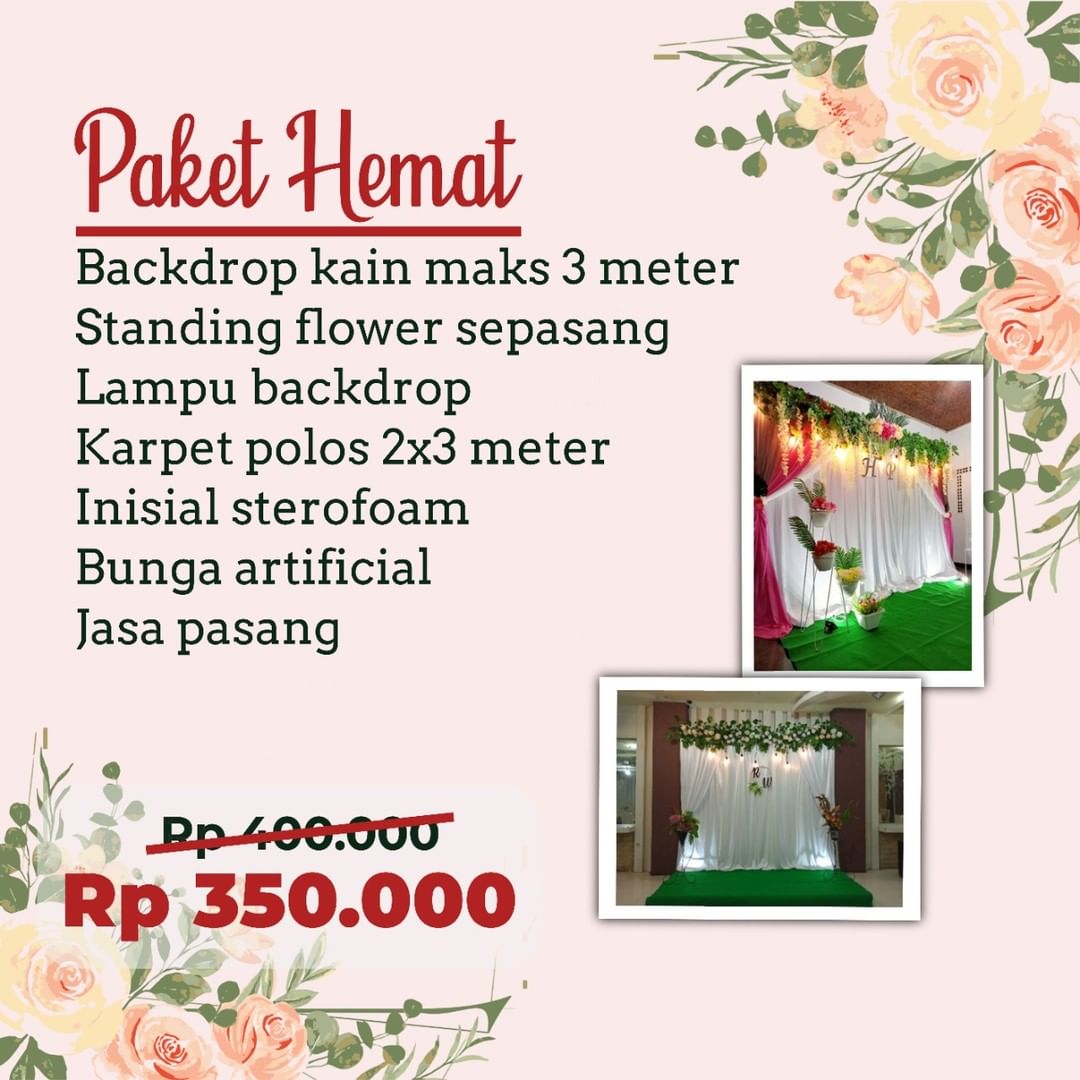 Paket Hemat
Backdrop kain maks 3 meter
Standing flower sepasang
Lampu backdrop
Karpet polos 2x3 meter
Inisial sterofoam
Bunga artificial
Jasa pasang
H P
R
W
Rp 400.000
Rp 350.000